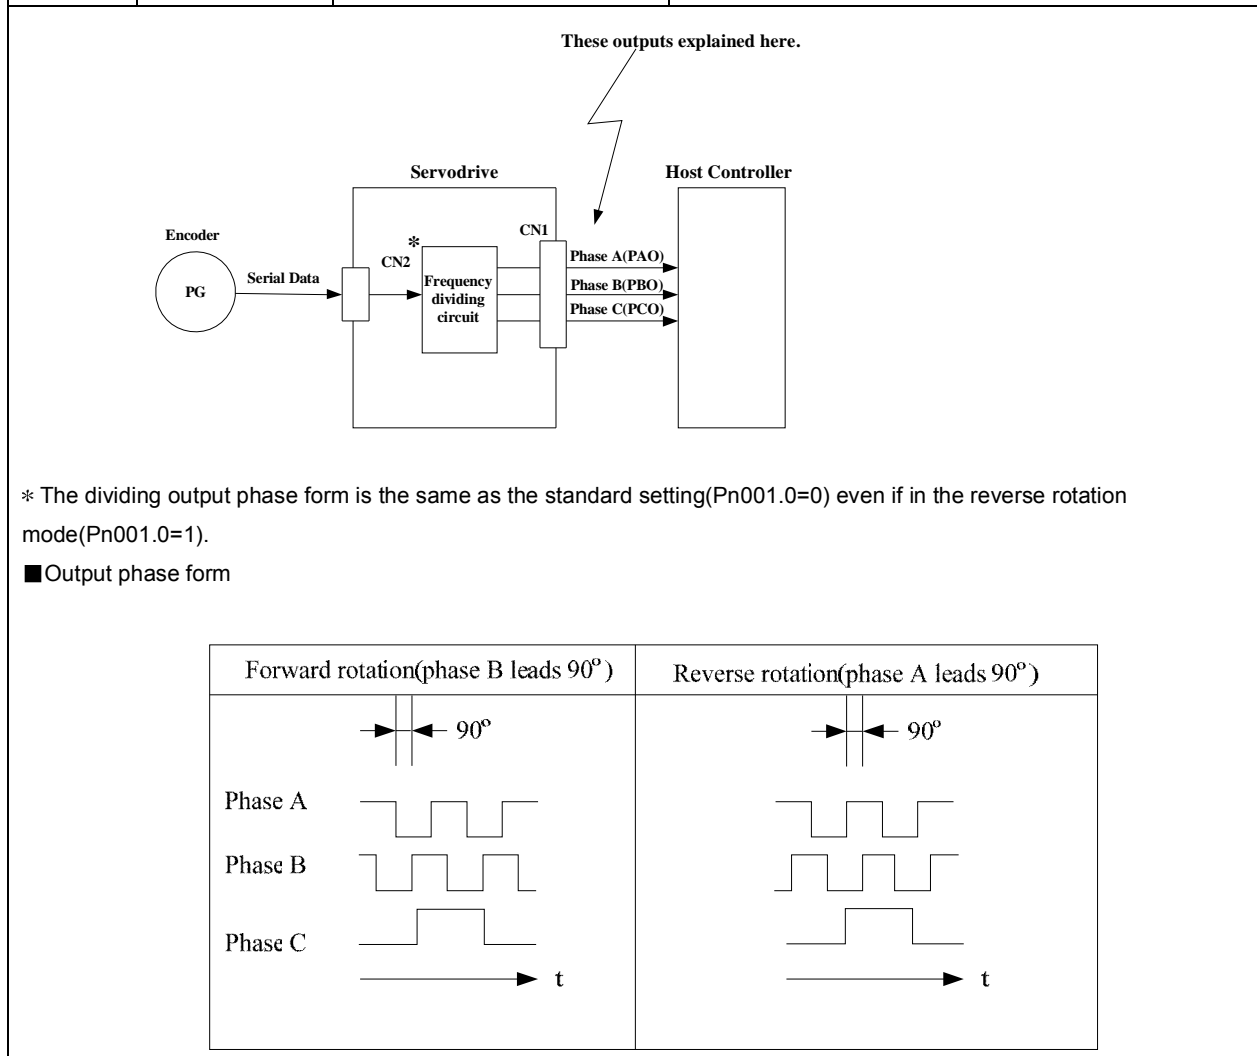 These outputs explained here.
Servodrive
Host Controller
Encoder
PG
Serial Data
CN2
*
Frequency
dividing
circuit
CN1
Phase A(PAO)
Phase B(PBO)
Phase C(PCO)
* The dividing output phase form is the same as the standard setting(Pn001.0=0) even if in the reverse rotation
mode(Pn001.0=1).
■Output phase form
Forward rotation(phase B leads 90°)
Reverse rotation(phase A leads 90°)
90°
90°
Phase A
Phase B
Phase C
t
t